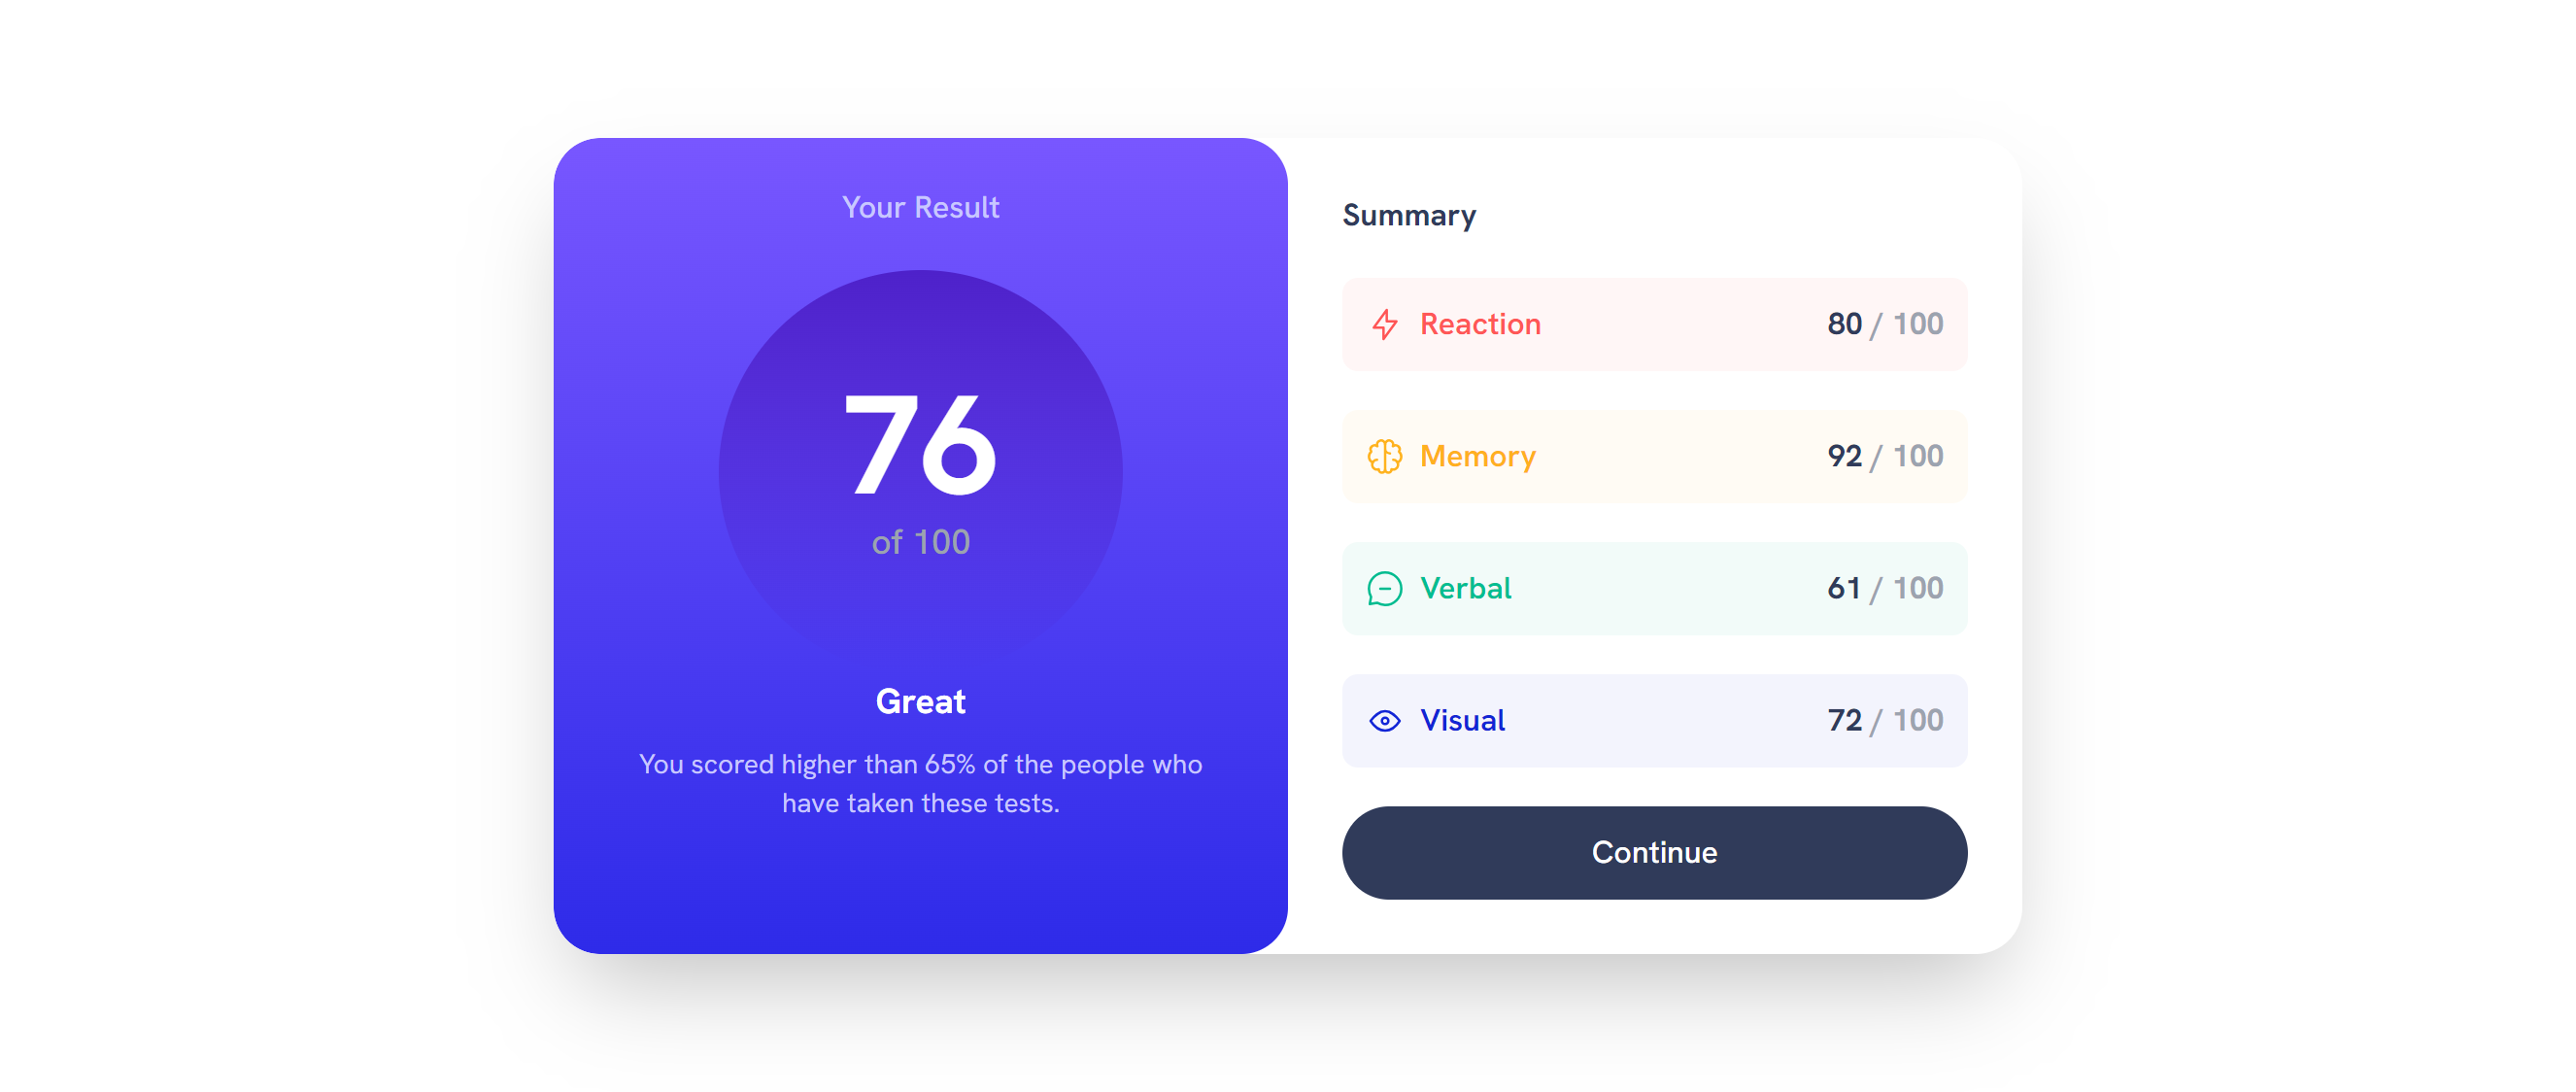 Your Result
76
of 100
Great
You scored higher than 65% of the people who
have taken these tests.
Summary
Reaction 80 / 100
Memory 92 / 100
Verbal 61 / 100
Visual 72 / 100
Continue